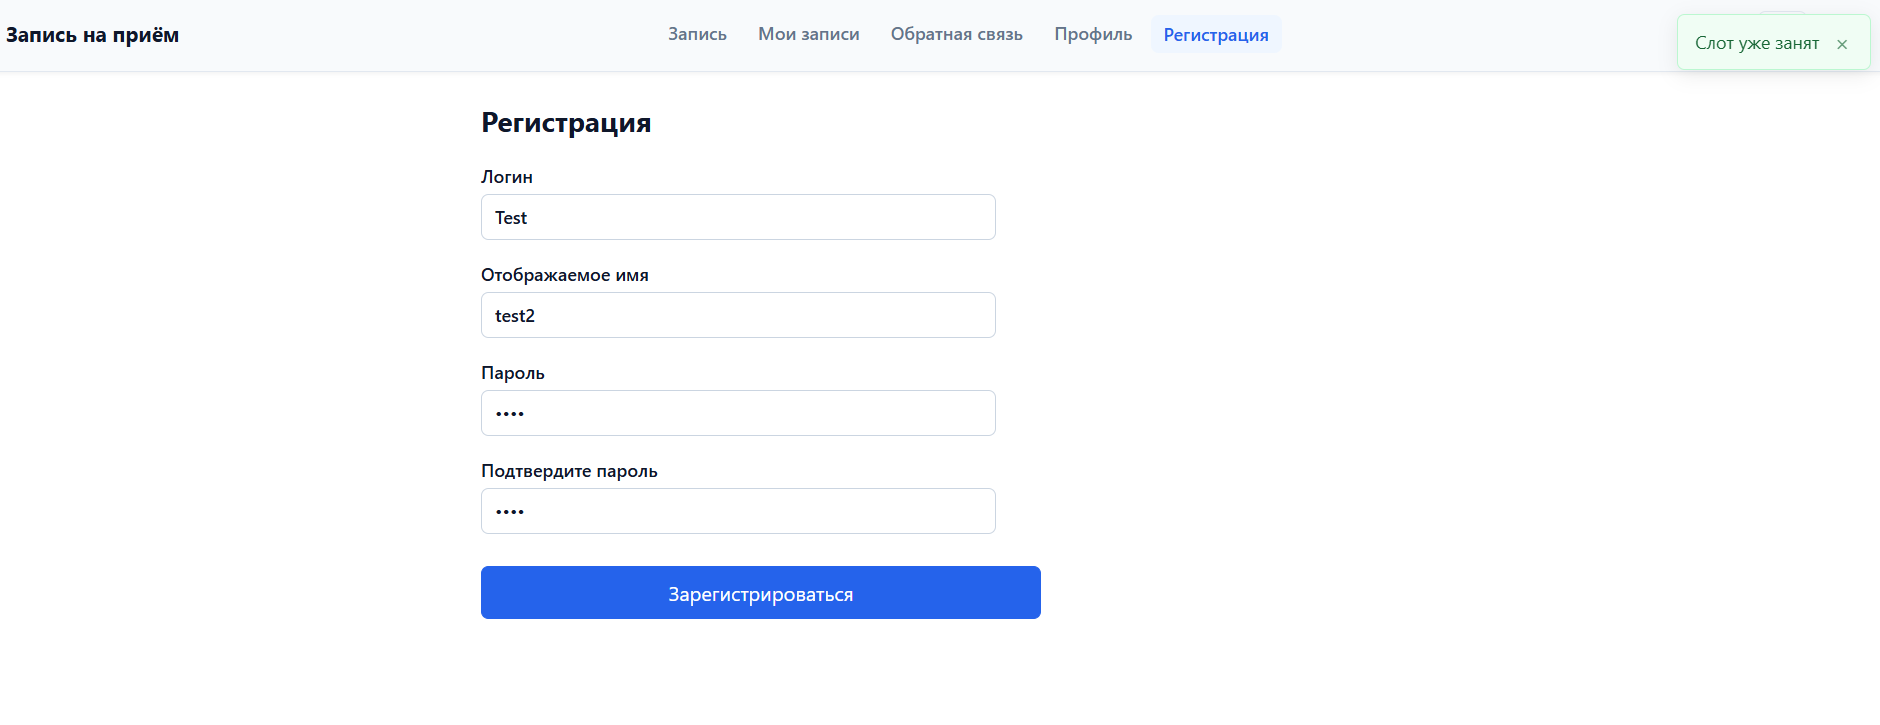 Запись на приём
Запись
Мои записи
Обратная связь
Профиль
Регистрация
Слот уже занят ×
Регистрация
Логин
Test
Отображаемое имя
test2
Пароль
••••
Подтвердите пароль
••••
Зарегистрироваться